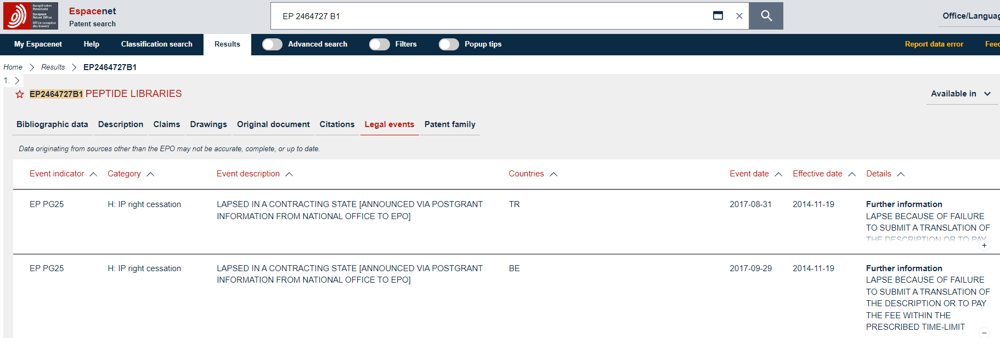 Europäisches
Patentamt
European
Patent Office
Office européen
des brevets
Espacenet
Patent search
EP 2464727 B1
Office/Languag
My Espacenet Help Classification search Results Advanced search Filters Popup tips Report data error Feed
Home Results EP2464727B1
1.
EP2464727B1 PEPTIDE LIBRARIES
Available in
Bibliographic data Description Claims Drawings Original document Citations Legal events Patent family
Data originating from sources other than the EPO may not be accurate, complete, or up to date.
Event indicator Category Event description Countries Event date Effective date Details
EP PG25 H: IP right cessation LAPSED IN A CONTRACTING STATE [ANNOUNCED VIA POSTGRANT TR 2017-08-31 2014-11-19 Further information
INFORMATION FROM NATIONAL OFFICE TO EPO] LAPSE BECAUSE OF FAILURE
TO SUBMIT A TRANSLATION OF
THE DESCRIPTION OR TO PAY
EP PG25 H: IP right cessation LAPSED IN A CONTRACTING STATE [ANNOUNCED VIA POSTGRANT BE 2017-09-29 2014-11-19 Further information
INFORMATION FROM NATIONAL OFFICE TO EPO] LAPSE BECAUSE OF FAILURE
TO SUBMIT A TRANSLATION OF
THE DESCRIPTION OR TO PAY
THE FEE WITHIN THE
PRESCRIBED TIME-LIMIT